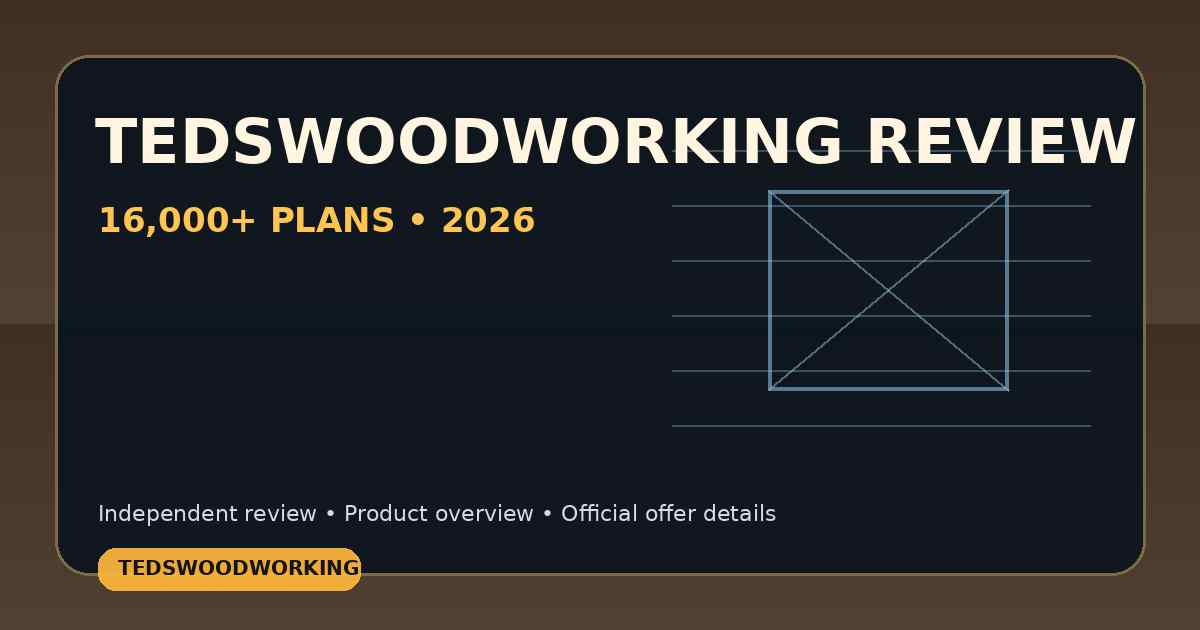 TEDSWOODWORKING REVIEW
16,000+ PLANS • 2026
Independent review • Product overview • Official offer details
TEDSWOODWORKING